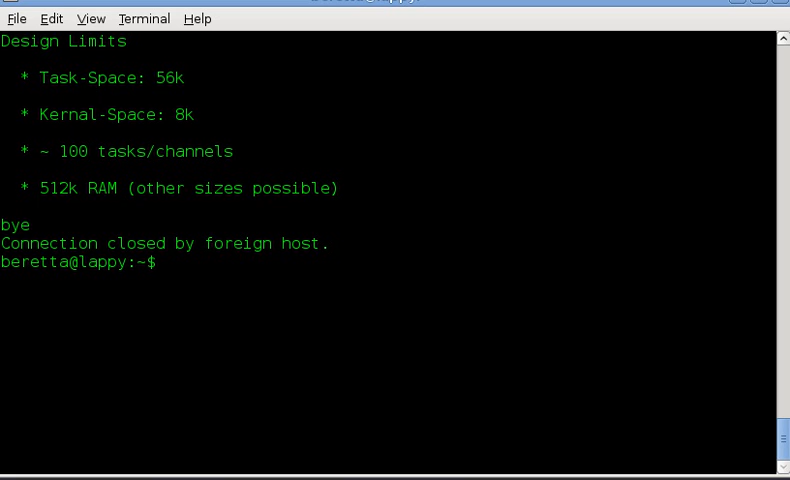 File Edit View Terminal Help
Design Limits
* Task-Space: 56k
* Kernal-Space: 8k
* ~ 100 tasks/channels
* 512k RAM (other sizes possible)
bye
Connection closed by foreign host.
beretta@lappy:~$